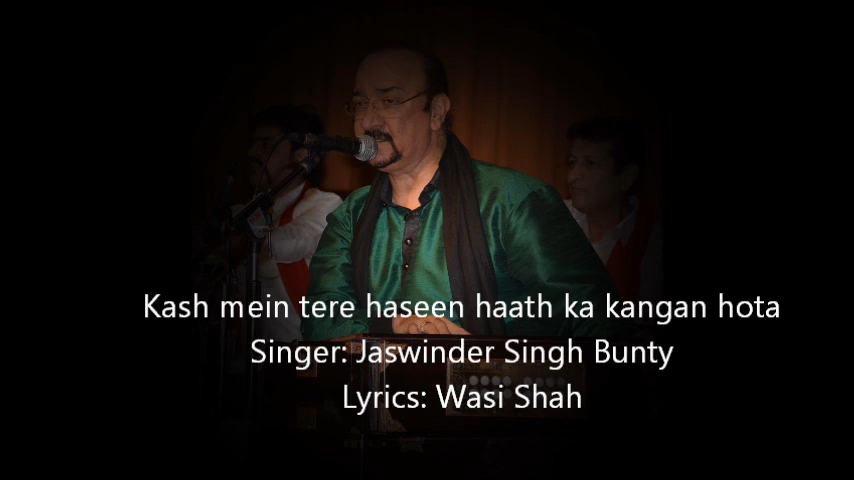 Kash mein tere haseen haath ka kangan hota
Singer: Jaswinder Singh Bunty
Lyrics: Wasi Shah